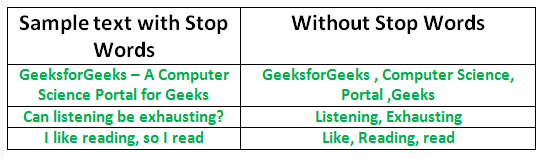 Sample text with Stop Words
Without Stop Words
GeeksforGeeks – A Computer Science Portal for Geeks
GeeksforGeeks , Computer Science, Portal ,Geeks
Can listening be exhausting?
Listening, Exhausting
I like reading, so I read
Like, Reading, read